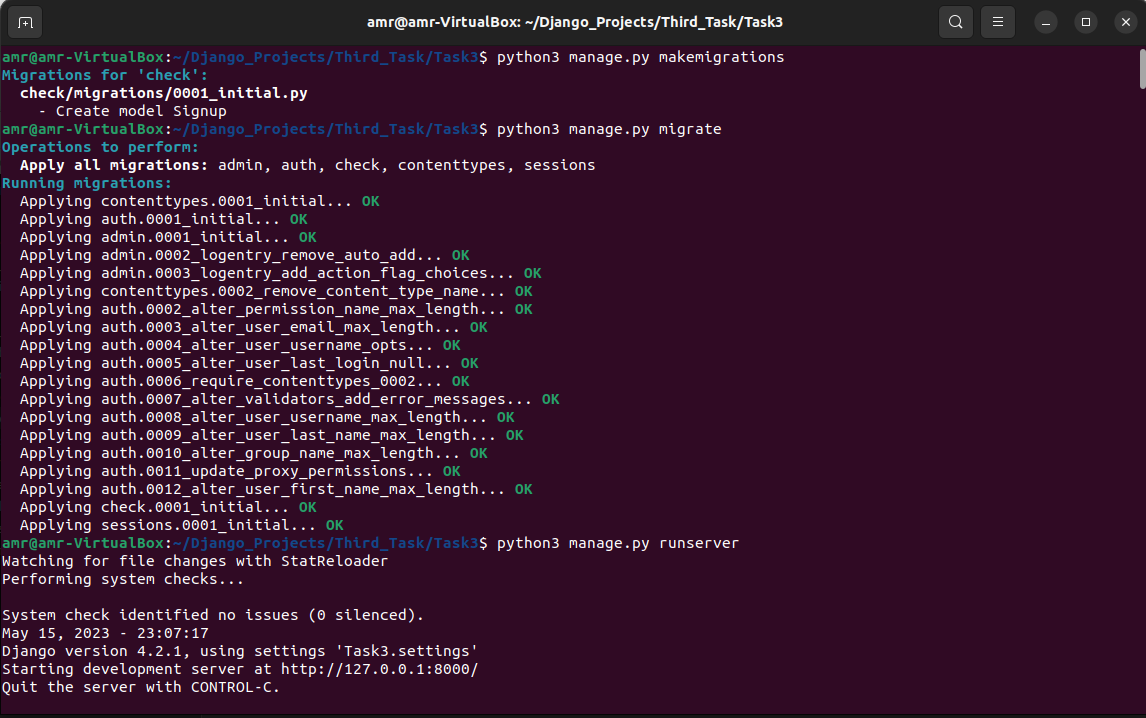 amr@amr-VirtualBox: ~/Django_Projects/Third_Task/Task3
amr@amr-VirtualBox:~/Django_Projects/Third_Task/Task3$ python3 manage.py makemigrations
Migrations for 'check':
  check/migrations/0001_initial.py
    - Create model Signup
amr@amr-VirtualBox:~/Django_Projects/Third_Task/Task3$ python3 manage.py migrate
Operations to perform:
  Apply all migrations: admin, auth, check, contenttypes, sessions
Running migrations:
  Applying contenttypes.0001_initial... OK
  Applying auth.0001_initial... OK
  Applying admin.0001_initial... OK
  Applying admin.0002_logentry_remove_auto_add... OK
  Applying admin.0003_logentry_add_action_flag_choices... OK
  Applying contenttypes.0002_remove_content_type_name... OK
  Applying auth.0002_alter_permission_name_max_length... OK
  Applying auth.0003_alter_user_email_max_length... OK
  Applying auth.0004_alter_user_username_opts... OK
  Applying auth.0005_alter_user_last_login_null... OK
  Applying auth.0006_require_contenttypes_0002... OK
  Applying auth.0007_alter_validators_add_error_messages... OK
  Applying auth.0008_alter_user_username_max_length... OK
  Applying auth.0009_alter_user_last_name_max_length... OK
  Applying auth.0010_alter_group_name_max_length... OK
  Applying auth.0011_update_proxy_permissions... OK
  Applying auth.0012_alter_user_first_name_max_length... OK
  Applying check.0001_initial... OK
  Applying sessions.0001_initial... OK
amr@amr-VirtualBox:~/Django_Projects/Third_Task/Task3$ python3 manage.py runserver
Watching for file changes with StatReloader
Performing system checks...

System check identified no issues (0 silenced).
May 15, 2023 - 23:07:17
Django version 4.2.1, using settings 'Task3.settings'
Starting development server at http://127.0.0.1:8000/
Quit the server with CONTROL-C.